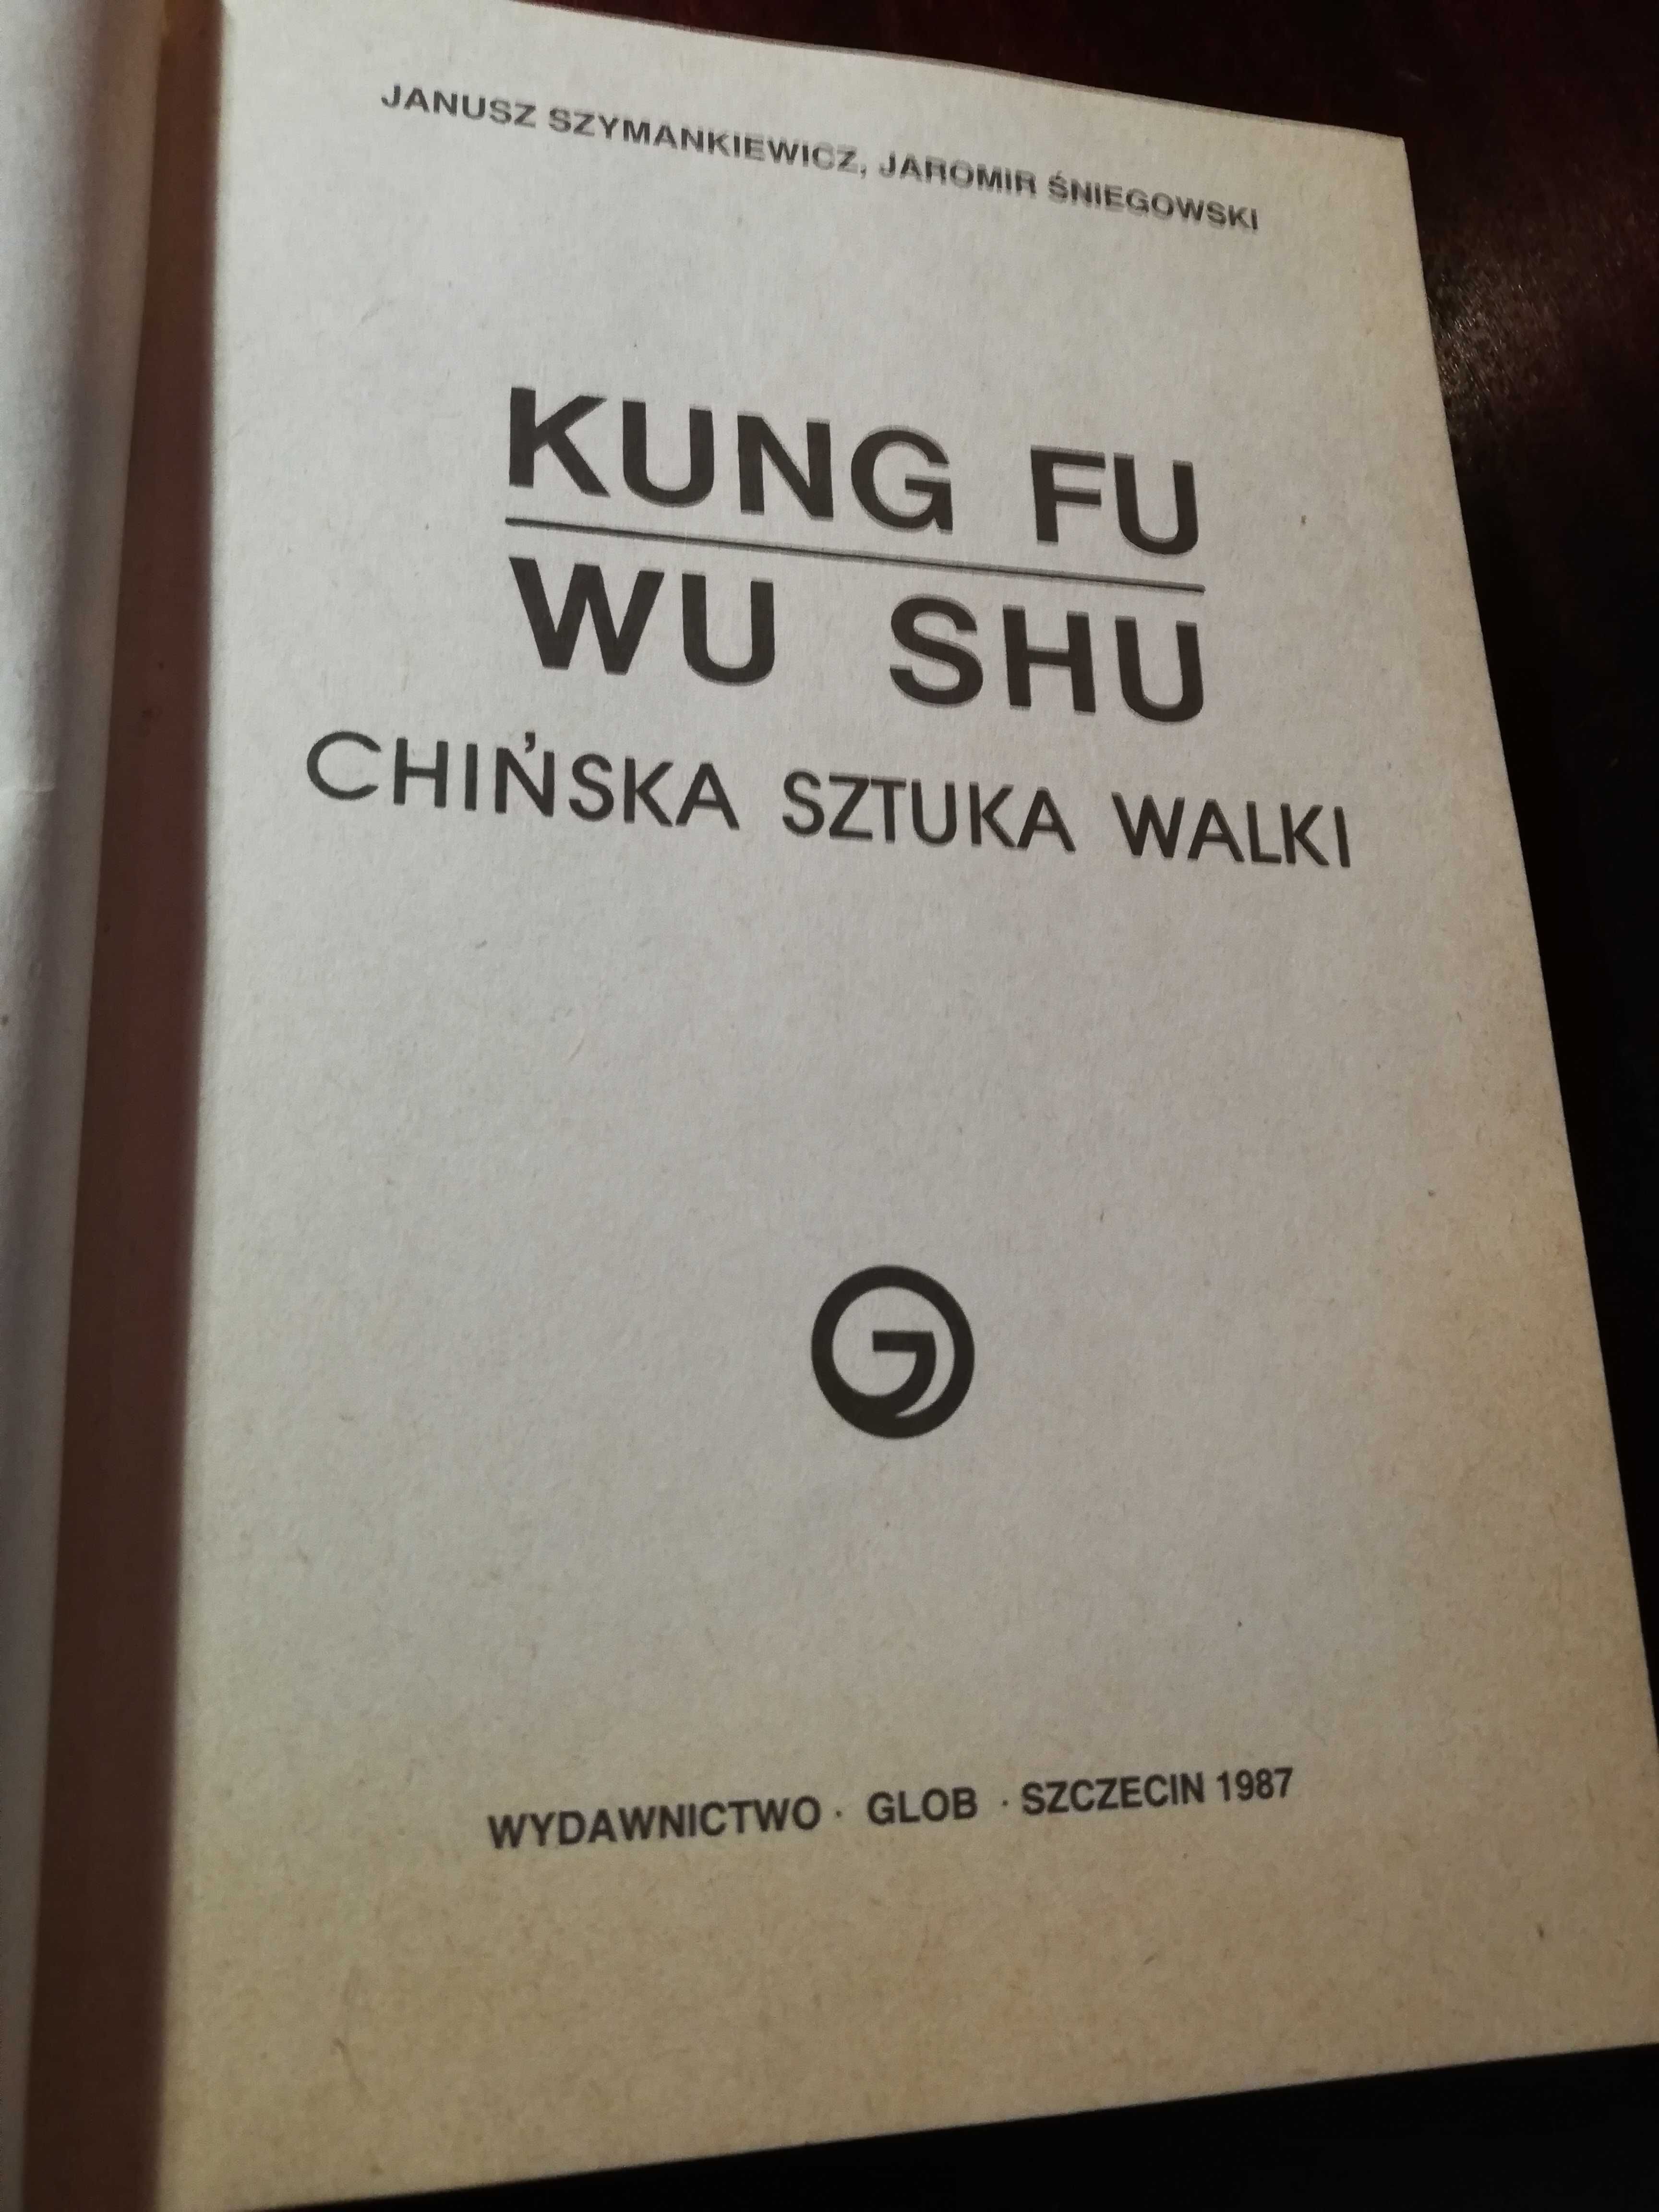 JANUSZ SZYMANKIEWICZ, JAROMIR ŚNIEGOWSKI
KUNG FU
WU SHU
CHIŃSKA SZTUKA WALKI
G
WYDAWNICTWO · GLOB · SZCZECIN 1987